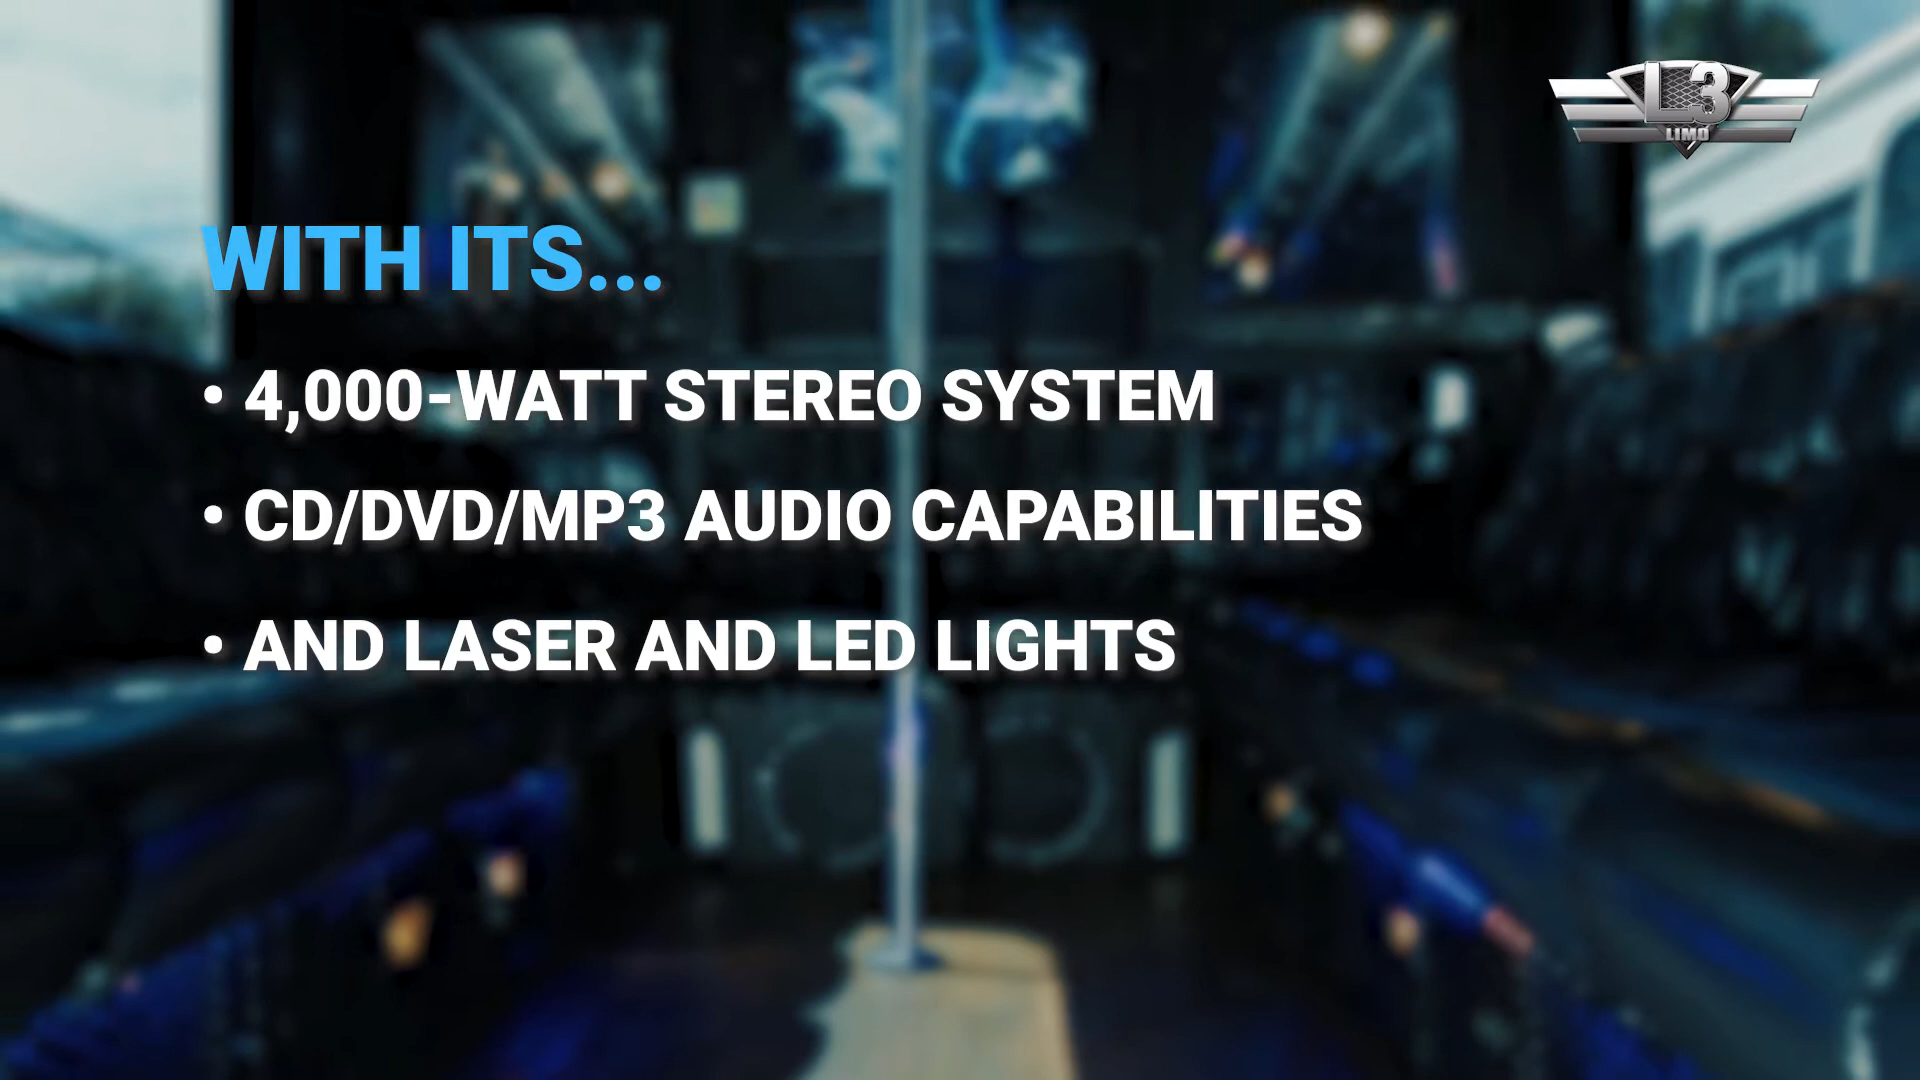 L3
LIMO
WITH ITS...
• 4,000-WATT STEREO SYSTEM
• CD/DVD/MP3 AUDIO CAPABILITIES
• AND LASER AND LED LIGHTS